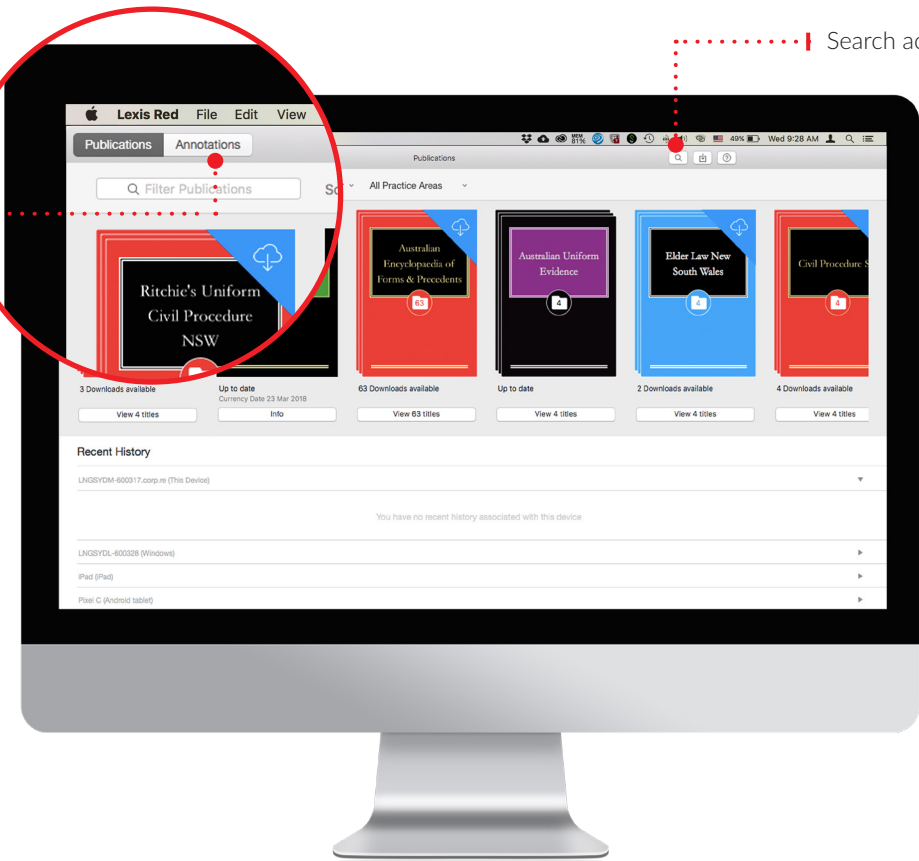 Search ac
Lexis Red File Edit View
MEM 81% 49% Wed 9:28 AM
Publications Annotations
Publications
Filter Publications
So
All Practice Areas
Ritchie's Uniform
Civil Procedure
NSW
Australian
Encyclopaedia of
Forms & Precedents
63
Australian Uniform
Evidence
4
Elder Law New
South Wales
4
Civil Procedure S
4
3 Downloads available
Up to date
Currency Date 23 Mar 2018
63 Downloads available
Up to date
2 Downloads available
4 Downloads available
View 4 titles
Info
View 63 titles
View 4 titles
View 4 titles
View 4 titles
Recent History
LNGSYDM-600317.corp.re (This Device)
You have no recent history associated with this device
LNGSYDL-600328 (Windows)
iPad (iPad)
Pixel C (Android tablet)